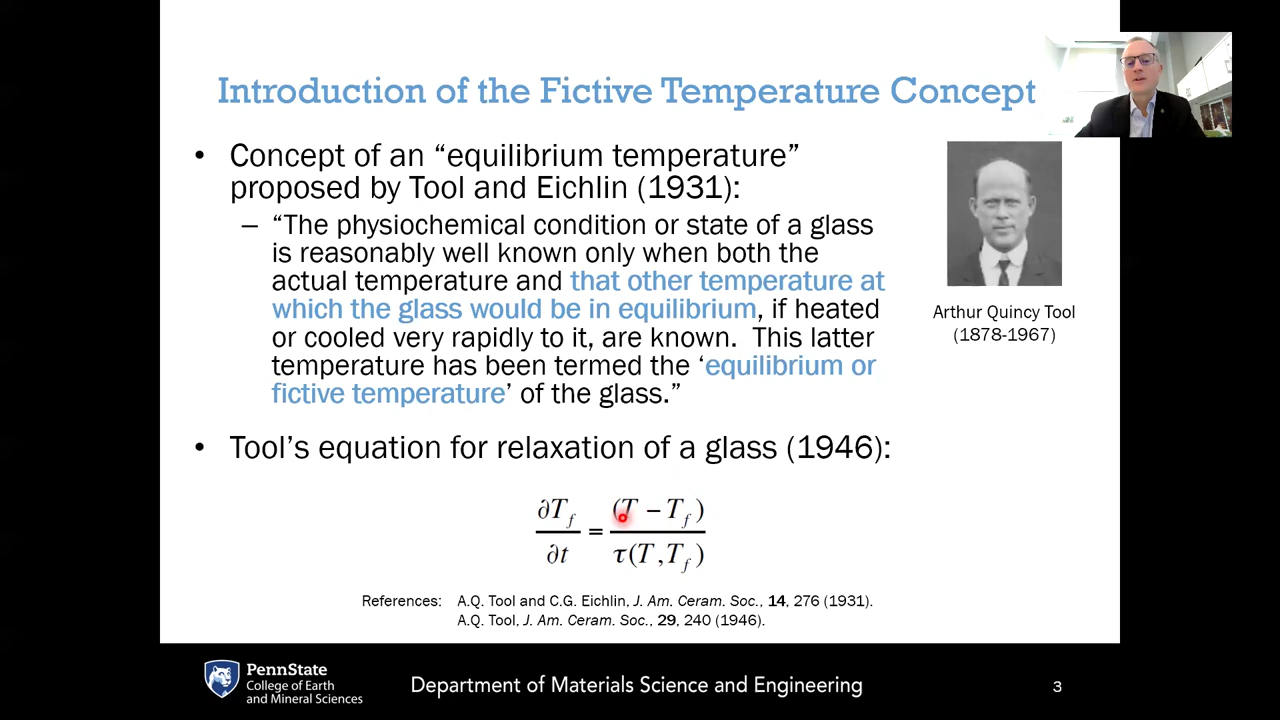 Introduction of the Fictive Temperature Concept
• Concept of an “equilibrium temperature”
proposed by Tool and Eichlin (1931):
– “The physiochemical condition or state of a glass
is reasonably well known only when both the
actual temperature and that other temperature at
which the glass would be in equilibrium, if heated
or cooled very rapidly to it, are known. This latter
temperature has been termed the ‘equilibrium or
fictive temperature’ of the glass.”
Arthur Quincy Tool
(1878-1967)
• Tool’s equation for relaxation of a glass (1946):
∂T_f / ∂t = (T − T_f) / τ(T, T_f)
References: A.Q. Tool and C.G. Eichlin, J. Am. Ceram. Soc., 14, 276 (1931).
A.Q. Tool, J. Am. Ceram. Soc., 29, 240 (1946).
PennState
College of Earth
and Mineral Sciences
Department of Materials Science and Engineering
3